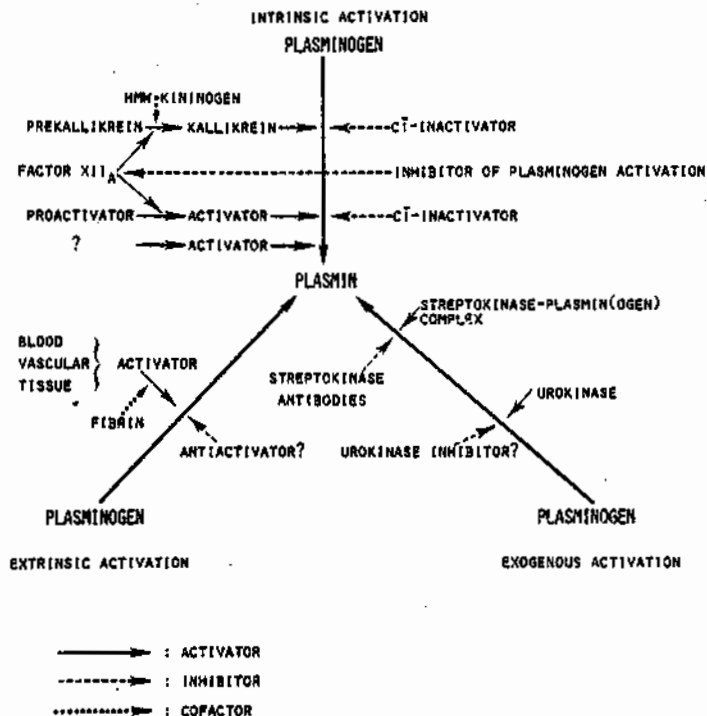 INTRINSIC ACTIVATION
PLASMINOGEN
HMW-KININOGEN
PREKALLIKREIN KALLIKREIN C1̅-INACTIVATOR
FACTOR XII A INHIBITOR OF PLASMINOGEN ACTIVATION
PROACTIVATOR ACTIVATOR C1̅-INACTIVATOR
? ACTIVATOR
PLASMIN
STREPTOKINASE-PLASMIN(OGEN)
COMPLEX
BLOOD
VASCULAR ACTIVATOR
TISSUE
STREPTOKINASE
ANTIBODIES
UROKINASE
FIBRIN
ANTIACTIVATOR? UROKINASE INHIBITOR?
PLASMINOGEN PLASMINOGEN
EXTRINSIC ACTIVATION EXOGENOUS ACTIVATION
: ACTIVATOR
: INHIBITOR
: COFACTOR